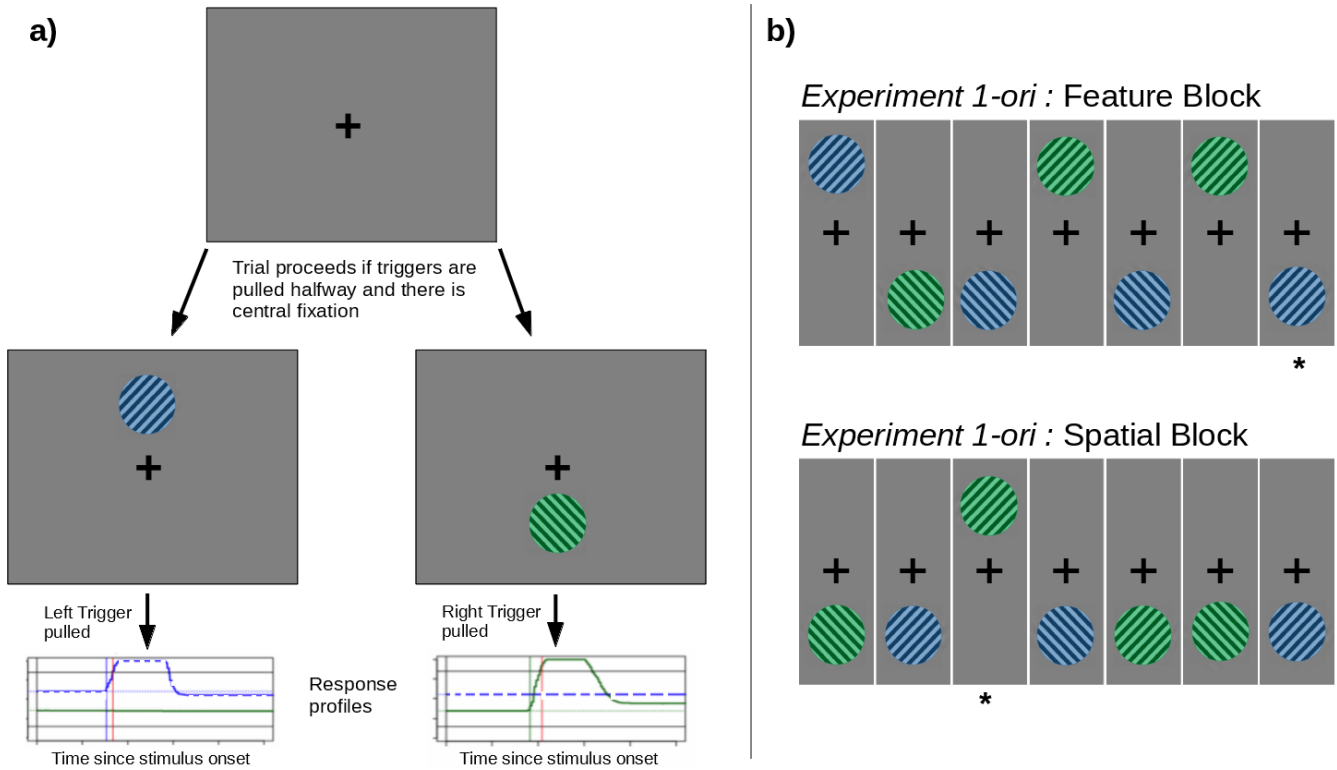 a)
Trial proceeds if triggers are
pulled halfway and there is
central fixation
Left Trigger
pulled
Right Trigger
pulled
Response
profiles
Time since stimulus onset
Time since stimulus onset
b)
Experiment 1-ori : Feature Block
*
Experiment 1-ori : Spatial Block
*